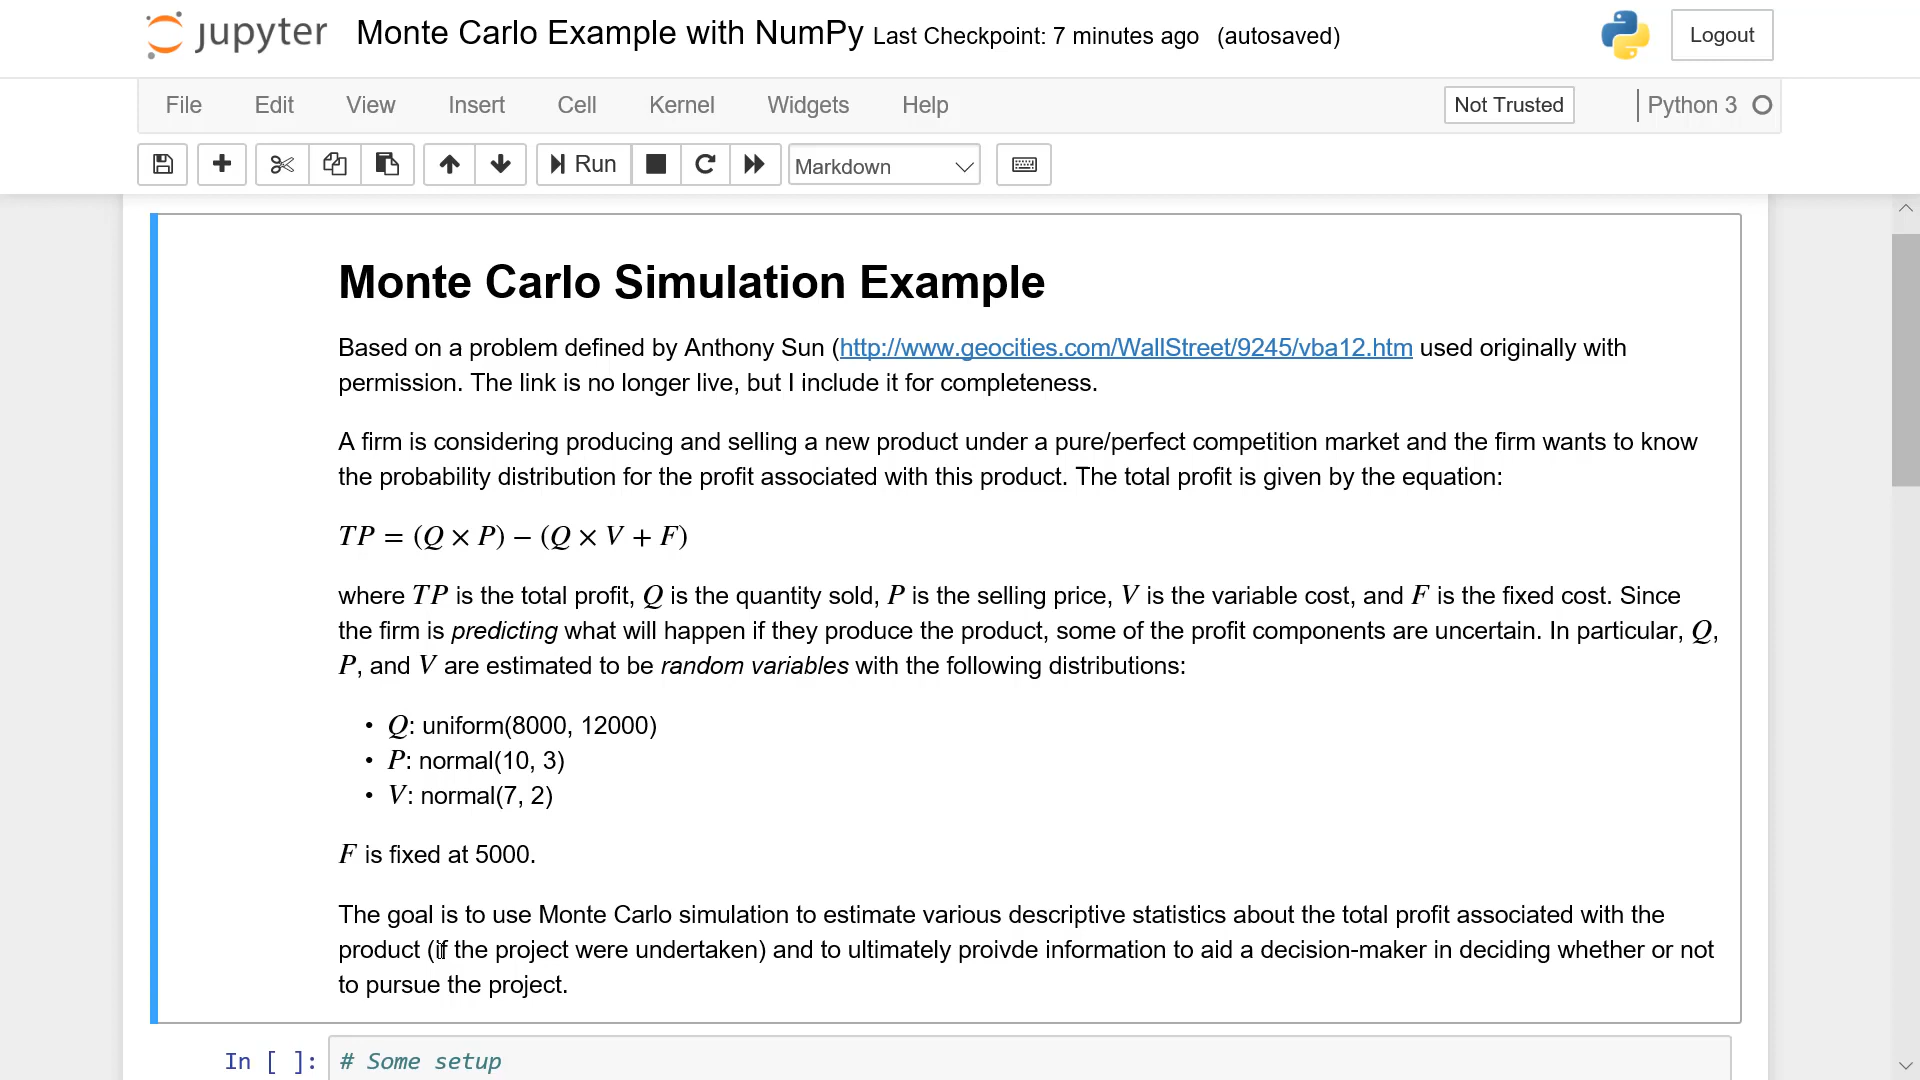 jupyter Monte Carlo Example with NumPy Last Checkpoint: 7 minutes ago (autosaved) Logout
File Edit View Insert Cell Kernel Widgets Help Not Trusted Python 3
Run Markdown
Monte Carlo Simulation Example
Based on a problem defined by Anthony Sun (http://www.geocities.com/WallStreet/9245/vba12.htm used originally with
permission. The link is no longer live, but I include it for completeness.
A firm is considering producing and selling a new product under a pure/perfect competition market and the firm wants to know
the probability distribution for the profit associated with this product. The total profit is given by the equation:
TP = (Q × P) − (Q × V + F)
where TP is the total profit, Q is the quantity sold, P is the selling price, V is the variable cost, and F is the fixed cost. Since
the firm is predicting what will happen if they produce the product, some of the profit components are uncertain. In particular, Q,
P, and V are estimated to be random variables with the following distributions:
• Q: uniform(8000, 12000)
• P: normal(10, 3)
• V: normal(7, 2)
F is fixed at 5000.
The goal is to use Monte Carlo simulation to estimate various descriptive statistics about the total profit associated with the
product (if the project were undertaken) and to ultimately proivde information to aid a decision-maker in deciding whether or not
to pursue the project.
In [ ]: # Some setup